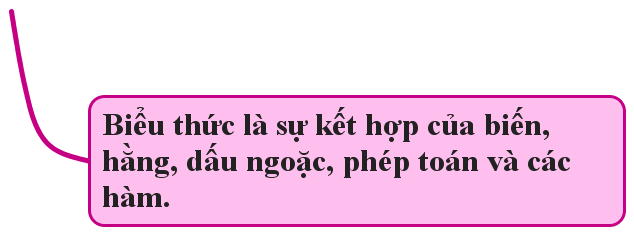 Biểu thức là sự kết hợp của biến,
hằng, dấu ngoặc, phép toán và các
hàm.